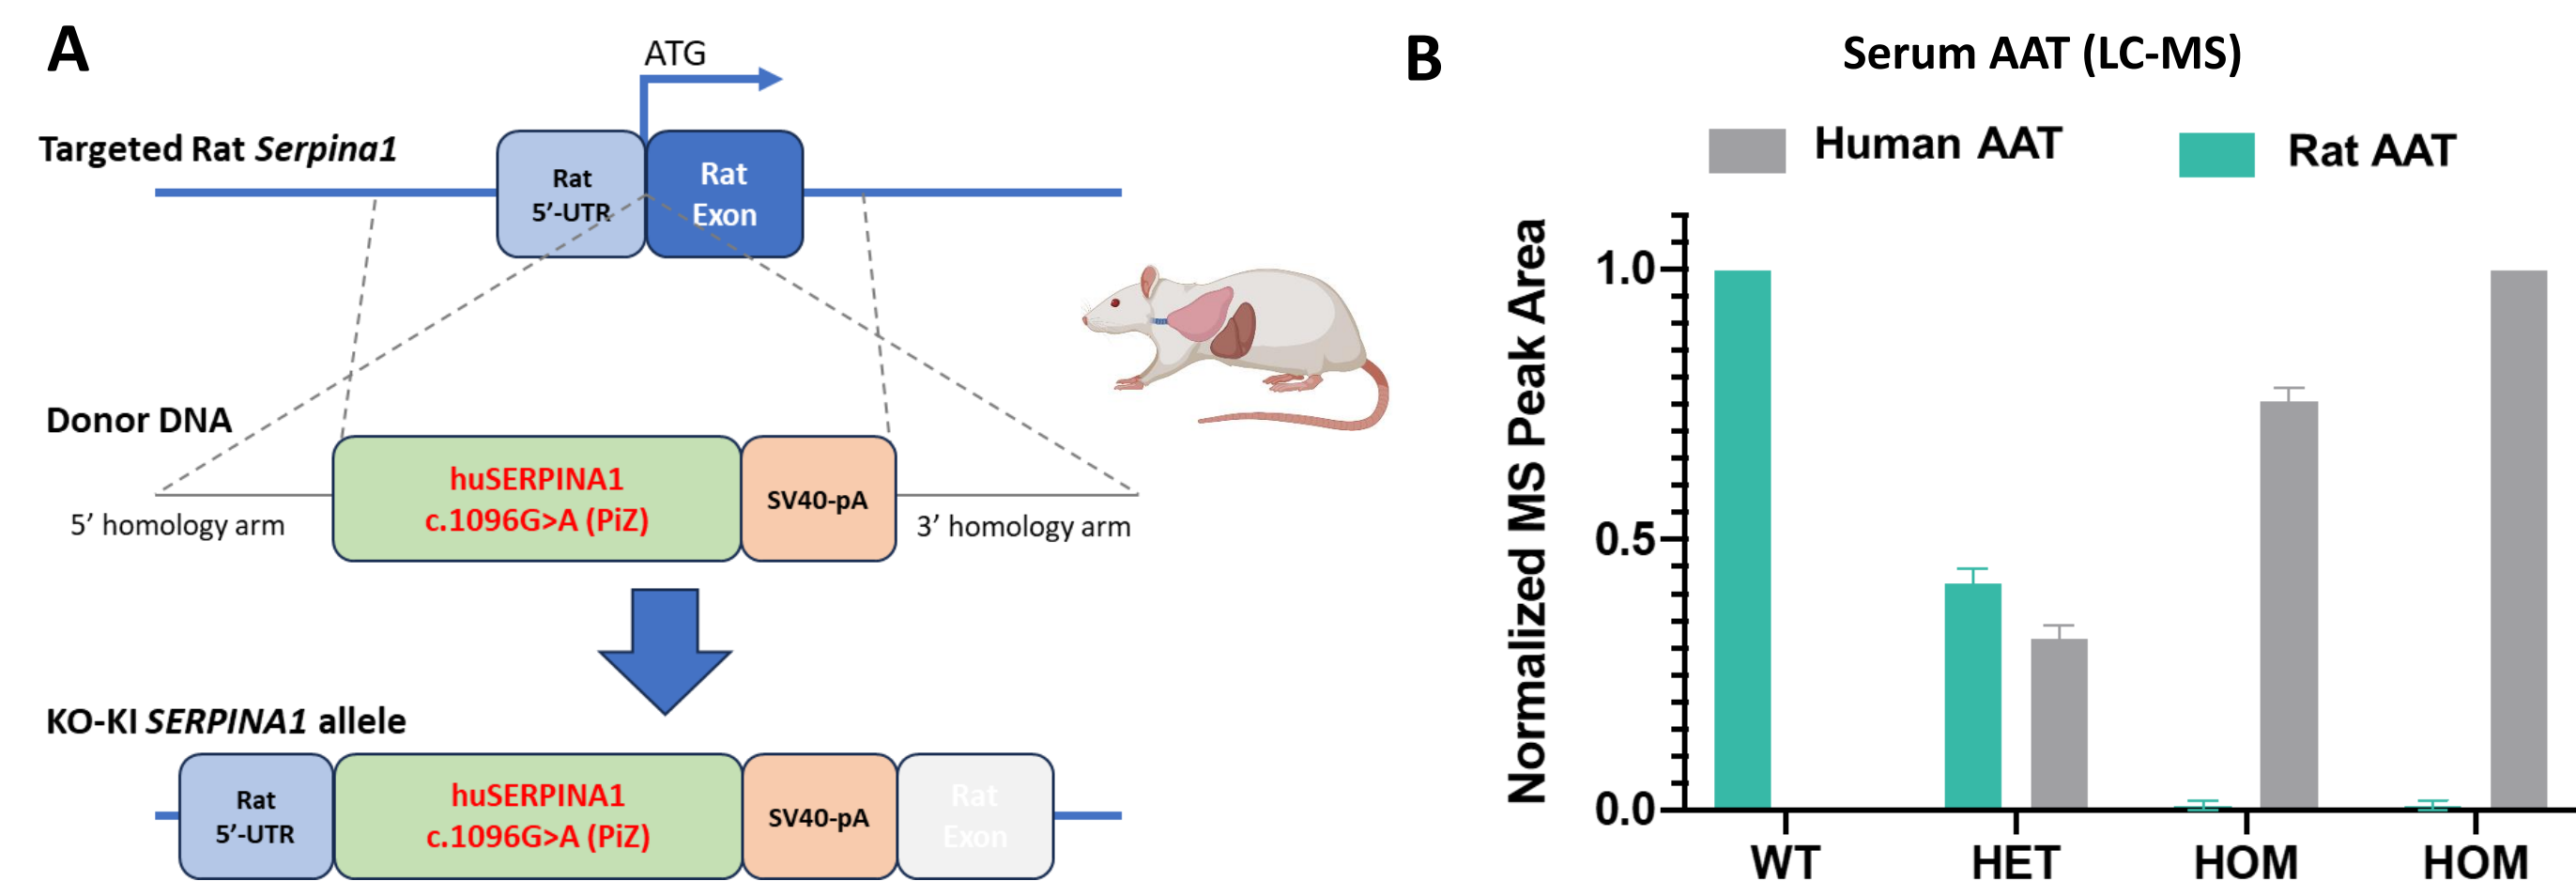 A
ATG
Targeted Rat Serpina1
Rat
5’-UTR
Rat
Exon
Donor DNA
huSERPINA1
c.1096G>A (PiZ)
SV40-pA
5’ homology arm
3’ homology arm
KO-KI SERPINA1 allele
Rat
5’-UTR
huSERPINA1
c.1096G>A (PiZ)
SV40-pA
Rat
Exon
B
Serum AAT (LC-MS)
Human AAT
Rat AAT
Normalized MS Peak Area
1.0
0.5
0.0
WT
HET
HOM
HOM